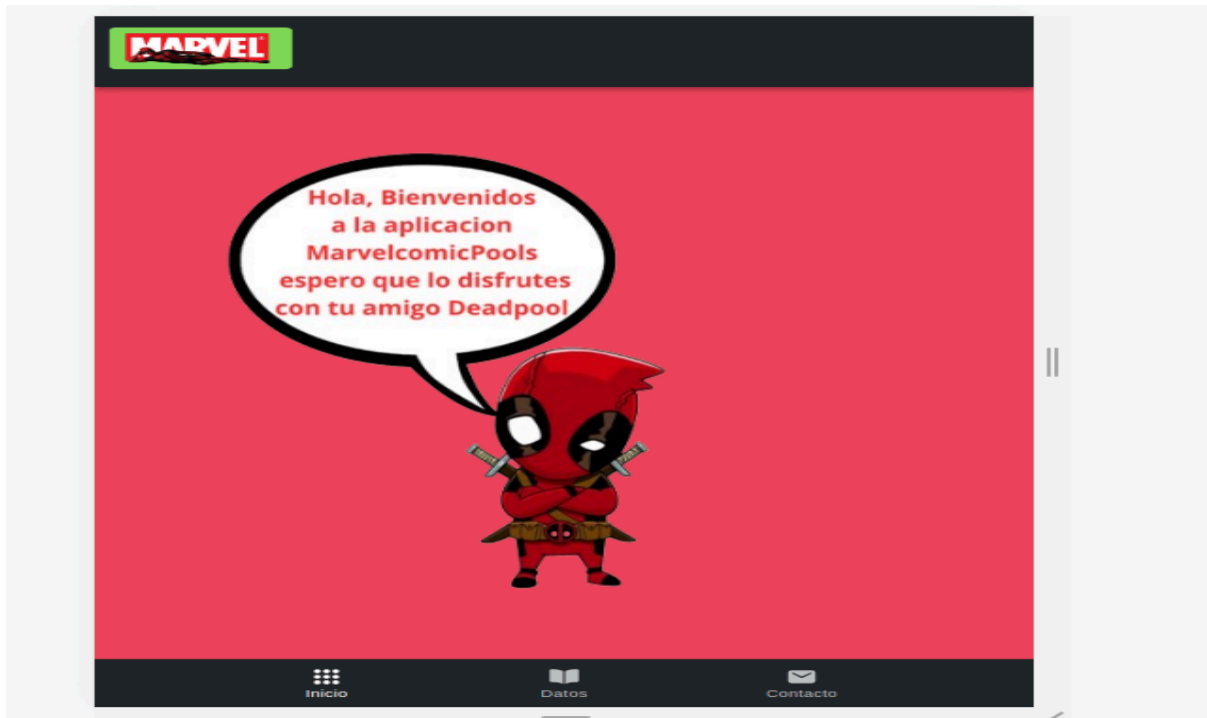 MARVEL
Hola, Bienvenidos
a la aplicacion
MarvelcomicPools
espero que lo disfrutes
con tu amigo Deadpool
Inicio
Datos
Contacto